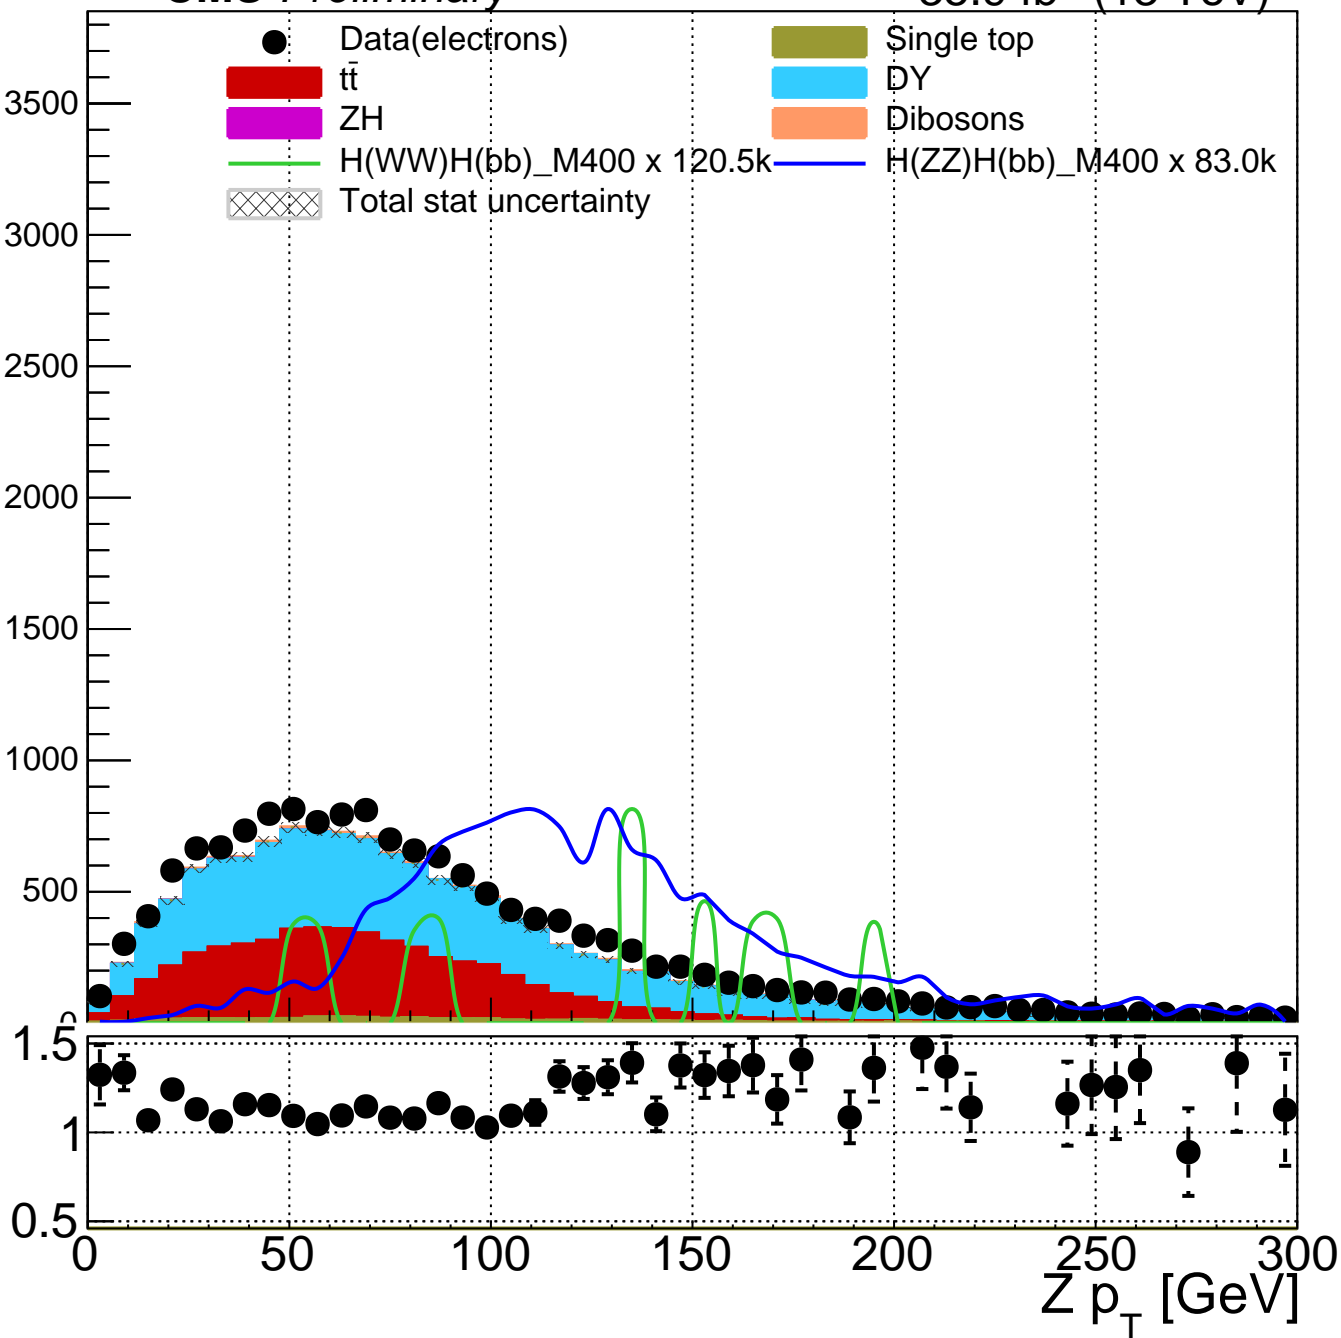 Data(electrons)
Single top
tt̄
DY
ZH
Dibosons
H(WW)H(bb)_M400 x 120.5k
H(ZZ)H(bb)_M400 x 83.0k
Total stat uncertainty
3500
3000
2500
2000
1500
1000
500
0
1.5
1
0.5
0 50 100 150 200 250 300
Z p_T [GeV]